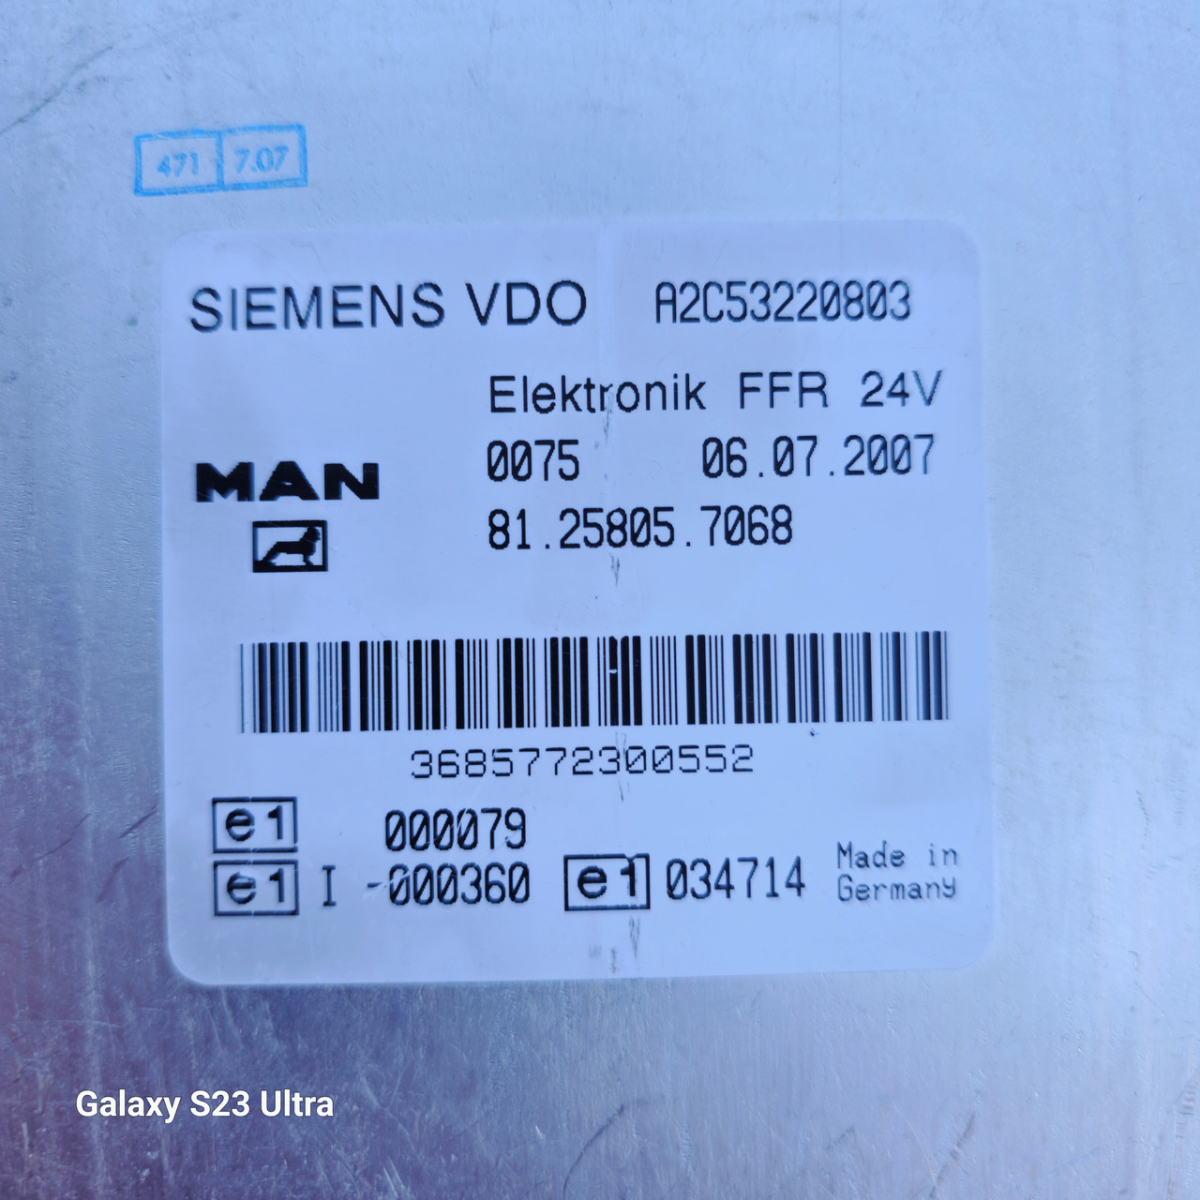 471 7.07
SIEMENS VDO A2C53220803
Elektronik FFR 24V
0075 06.07.2007
MAN
81.25805.7068
3685772300552
e1 000079
e1 I -000360 e1 034714 Made in
Germany
Galaxy S23 Ultra